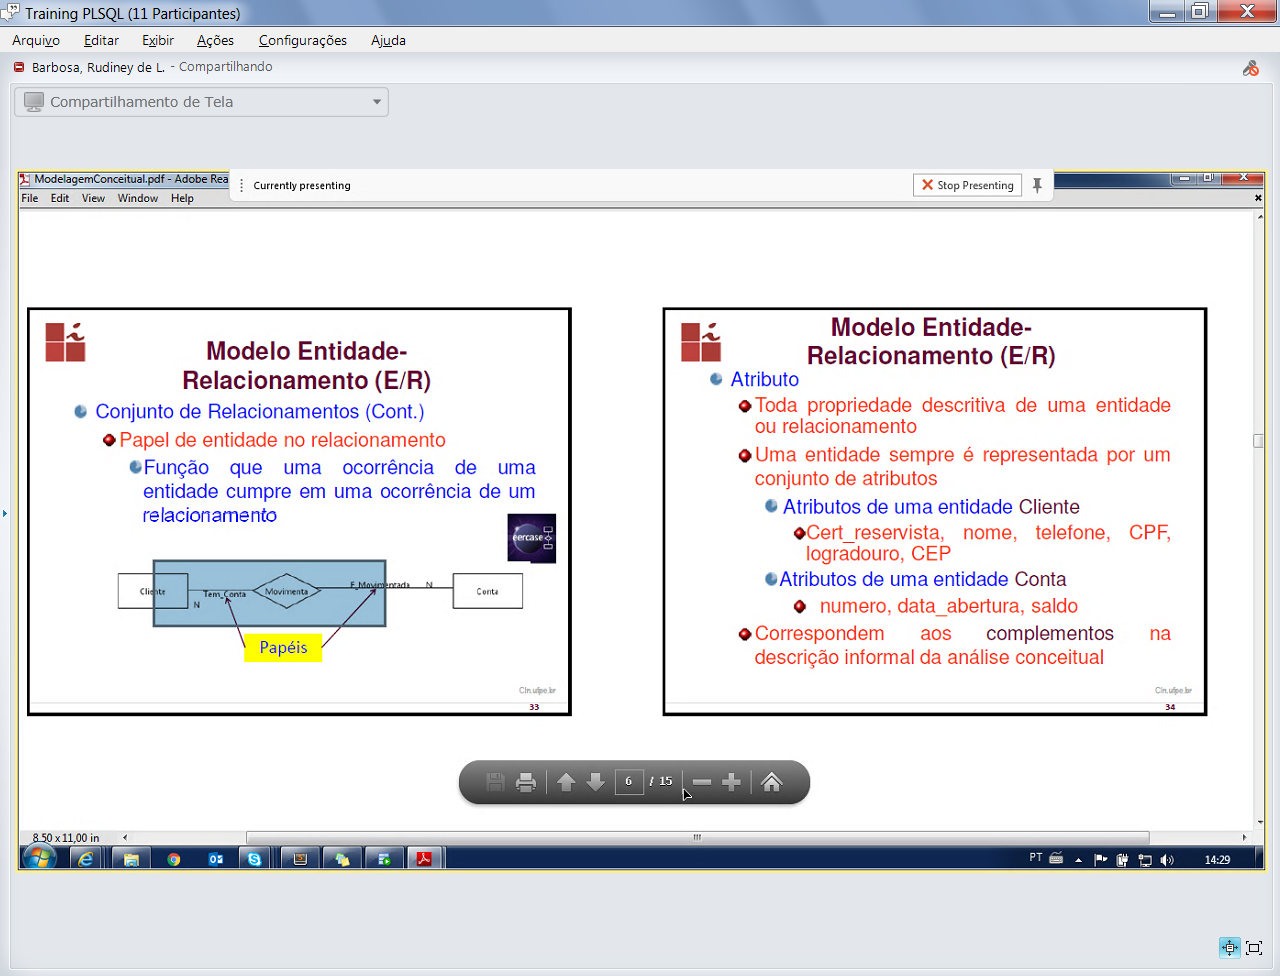 Training PLSQL (11 Participantes)
Arquivo Editar Exibir Ações Configurações Ajuda
Barbosa, Rudiney de L. - Compartilhando
Compartilhamento de Tela
ModelagemConceitual.pdf - Adobe Rea
Currently presenting
Stop Presenting
File Edit View Window Help
Modelo Entidade-
Relacionamento (E/R)
Conjunto de Relacionamentos (Cont.)
Papel de entidade no relacionamento
Função que uma ocorrência de uma
entidade cumpre em uma ocorrência de um
relacionamento
eercase
Cliente
N
Tem_Conta
Movimenta
E_Movimentada
N
Conta
Papéis
CIn.ufpe.br
33
Modelo Entidade-
Relacionamento (E/R)
Atributo
Toda propriedade descritiva de uma entidade
ou relacionamento
Uma entidade sempre é representada por um
conjunto de atributos
Atributos de uma entidade Cliente
Cert_reservista, nome, telefone, CPF,
logradouro, CEP
Atributos de uma entidade Conta
numero, data_abertura, saldo
Correspondem aos complementos na
descrição informal da análise conceitual
CIn.ufpe.br
34
6 / 15
8,50 x 11,00 in
PT
14:29